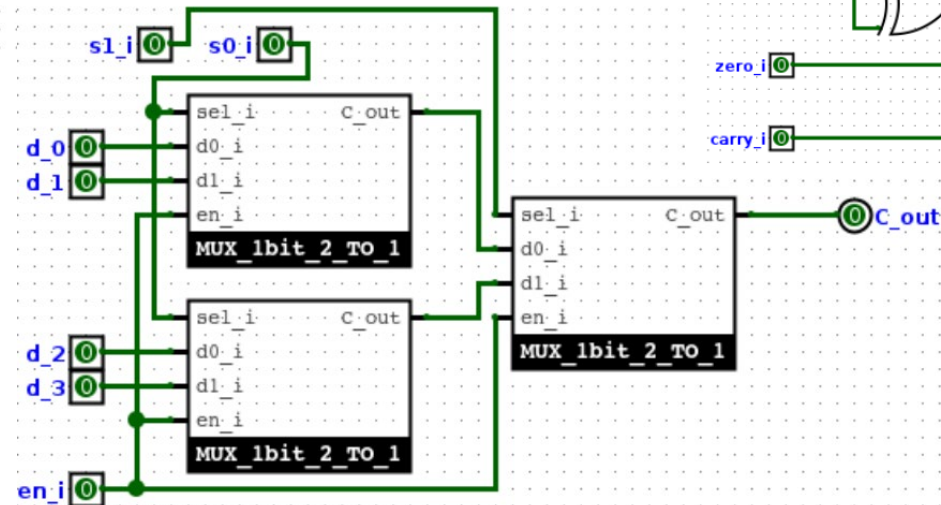 s1_i 0 s0_i 0
zero_i 0
sel_i C_out
d_0 0 d0_i
carry_i 0
d_1 0 d1_i
en_i
MUX_1bit_2_TO_1
sel_i C_out
d_2 0 d0_i
d_3 0 d1_i
en_i
MUX_1bit_2_TO_1
en_i 0
sel_i C_out 0 C_out
d0_i
d1_i
en_i
MUX_1bit_2_TO_1